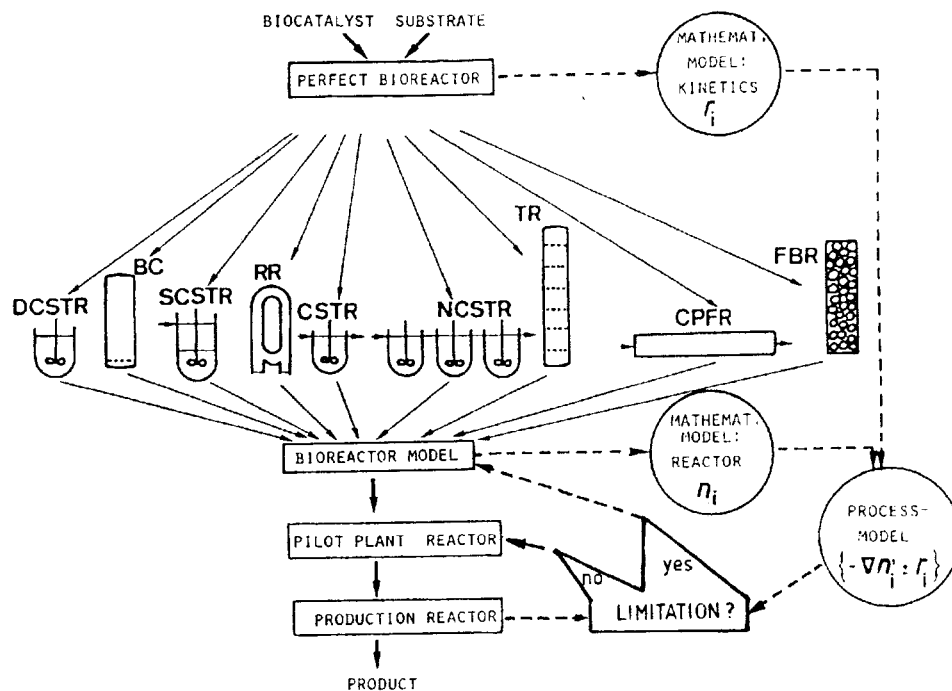 BIOCATALYST SUBSTRATE
PERFECT BIOREACTOR
MATHEMAT.
MODEL:
KINETICS
r_i
TR
BC
RR
FBR
DCSTR
SCSTR
CSTR
NCSTR
CPFR
BIOREACTOR MODEL
MATHEMAT.
MODEL:
REACTOR
n_i
PROCESS-
MODEL
{-∇n_i : r_i}
PILOT PLANT REACTOR
no
yes
PRODUCTION REACTOR
LIMITATION?
PRODUCT